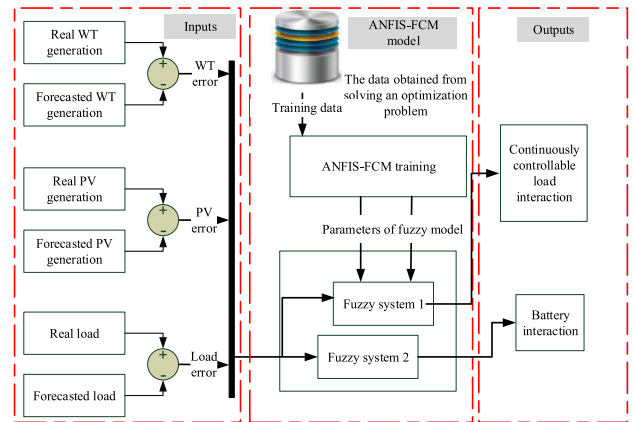 Inputs
Real WT
generation
+
-
WT
error
Forecasted WT
generation
Real PV
generation
+
-
PV
error
Forecasted PV
generation
Real load
+
-
Load
error
Forecasted load
ANFIS-FCM
model
The data obtained from
solving an optimization
problem
Training data
ANFIS-FCM training
Parameters of fuzzy model
Fuzzy system 1
Fuzzy system 2
Outputs
Continuously
controllable
load
interaction
Battery
interaction